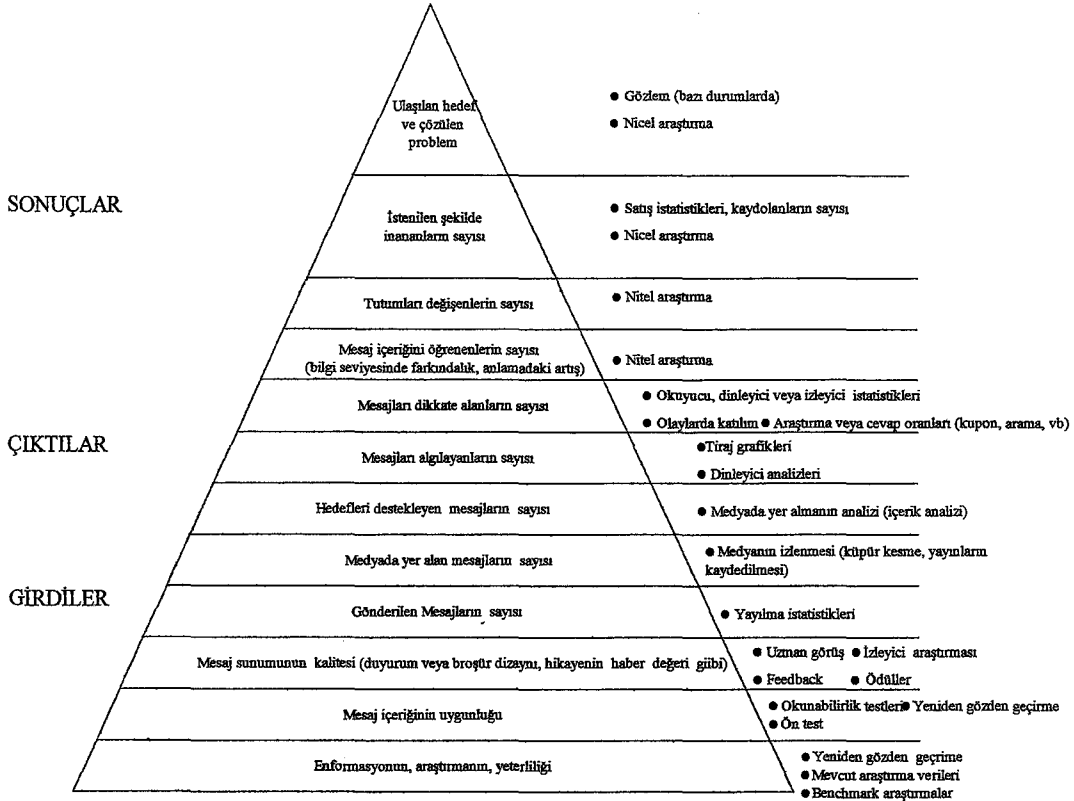 Ulaşılan hedef
ve çözülen
problem
● Gözlem (bazı durumlarda)
● Nicel araştırma
SONUÇLAR
İstenilen şekilde
inananların sayısı
● Satış istatistikleri, kaydolanların sayısı
● Nicel araştırma
Tutumları değişenlerin sayısı
● Nitel araştırma
Mesaj içeriğini öğrenenlerin sayısı
(bilgi seviyesinde farkındalık, anlamadaki artış)
● Nitel araştırma
Mesajları dikkate alanların sayısı
● Okuyucu, dinleyici veya izleyici istatistikleri
● Olaylarda katılım ● Araştırma veya cevap oranları (kupon, arama, vb)
ÇIKTILAR
Mesajları algılayanların sayısı
● Tiraj grafikleri
● Dinleyici analizleri
Hedefleri destekleyen mesajların sayısı
● Medyada yer almanın analizi (içerik analizi)
Medyada yer alan mesajların sayısı
● Medyanın izlenmesi (küpür kesme, yayınların
kaydedilmesi)
GİRDİLER
Gönderilen Mesajların sayısı
● Yayılma istatistikleri
Mesaj sunumunun kalitesi (duyurum veya broşür dizaynı, hikayenin haber değeri giibi)
● Uzman görüş ● İzleyici araştırması
● Feedback ● Ödüller
Mesaj içeriğinin uygunluğu
● Okunabilirlik testleri ● Yeniden gözden geçirme
● Ön test
Enformasyonun, araştırmanın, yeterliliği
● Yeniden gözden geçrime
● Mevcut araştırma verileri
● Benchmark araştırmalar